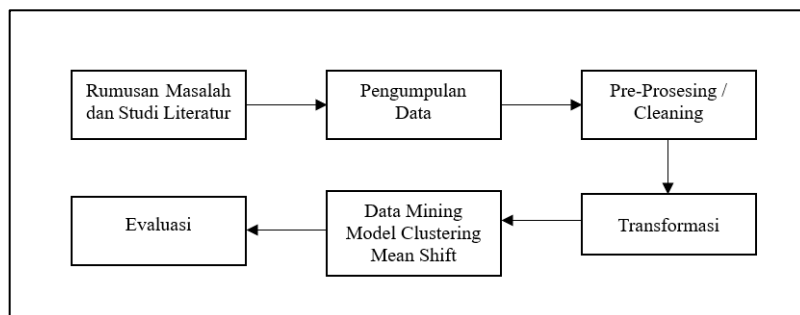 Rumusan Masalah
dan Studi Literatur
Pengumpulan
Data
Pre-Prosesing /
Cleaning
Transformasi
Data Mining
Model Clustering
Mean Shift
Evaluasi